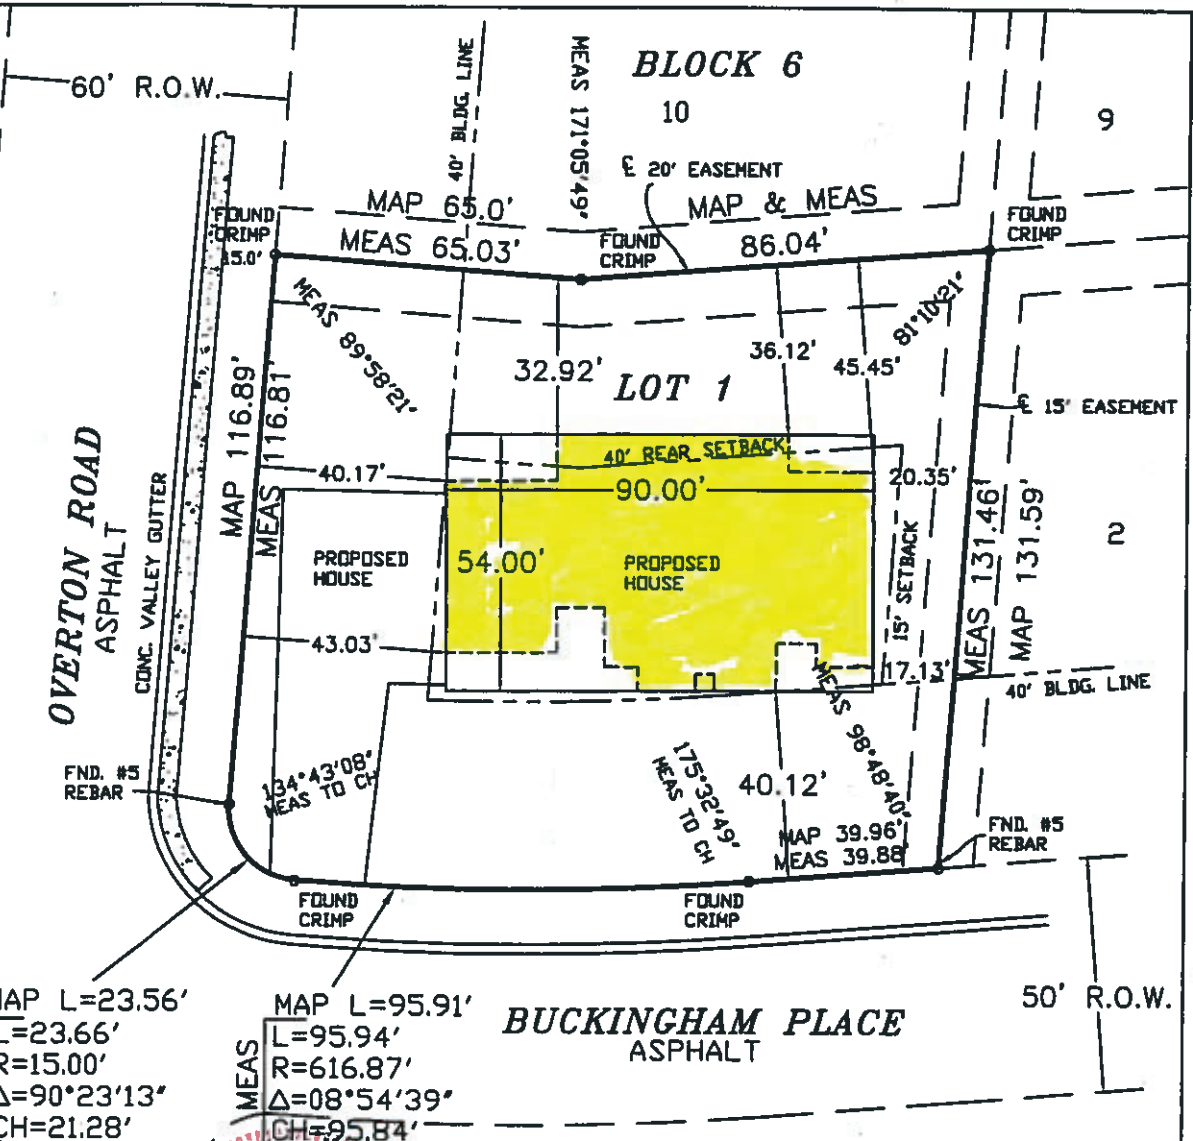 60' R.O.W.
40' BLDG. LINE
MEAS 171°05'49"
BLOCK 6
10
9
℄ 20' EASEMENT
MAP 65.0'
MAP & MEAS
FOUND
CRIMP
15.0'
MEAS 65.03'
FOUND
CRIMP
86.04'
FOUND
CRIMP
MEAS 89°58'21"
81°10'21"
32.92'
36.12'
45.45'
LOT 1
MAP 116.89'
MEAS 116.81'
℄ 15' EASEMENT
40' REAR SETBACK
40.17'
90.00'
20.35'
OVERTON ROAD
ASPHALT
CONC. VALLEY GUTTER
PROPOSED
HOUSE
54.00'
PROPOSED
HOUSE
15' SETBACK
MEAS 131.46'
MAP 131.59'
2
43.03'
17.13'
40' BLDG. LINE
MEAS 98°48'40"
FND. #5
REBAR
134°43'08"
MEAS TO CH
175°32'49"
MEAS TO CH
40.12'
MAP 39.96'
MEAS 39.88'
FND. #5
REBAR
FOUND
CRIMP
FOUND
CRIMP
MAP L=23.56'
L=23.66'
R=15.00'
Δ=90°23'13"
CH=21.28'
MAP L=95.91'
MEAS
L=95.94'
R=616.87'
Δ=08°54'39"
CH=95.84'
BUCKINGHAM PLACE
ASPHALT
50' R.O.W.